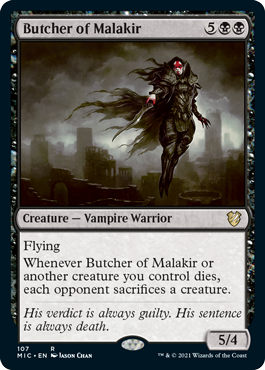 Butcher of Malakir 5
Creature — Vampire Warrior
Flying
Whenever Butcher of Malakir or
another creature you control dies,
each opponent sacrifices a creature.
His verdict is always guilty. His sentence
is always death.
5/4
107 R
MIC • EN Jason Chan
™ & © 2021 Wizards of the Coast